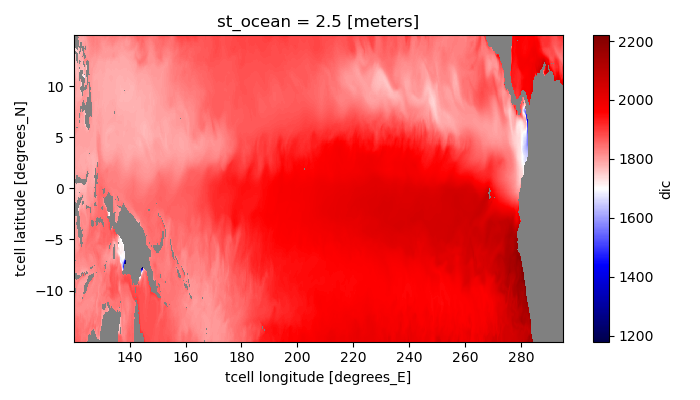 st_ocean = 2.5 [meters]
10
5
0
−5
−10
tcell latitude [degrees_N]
140 160 180 200 220 240 260 280
tcell longitude [degrees_E]
2200
2000
1800
1600
1400
1200
dic